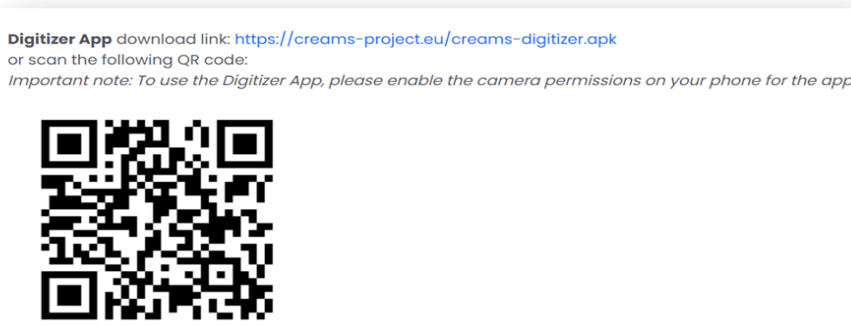 Digitizer App download link: https://creams-project.eu/creams-digitizer.apk
or scan the following QR code:
Important note: To use the Digitizer App, please enable the camera permissions on your phone for the app